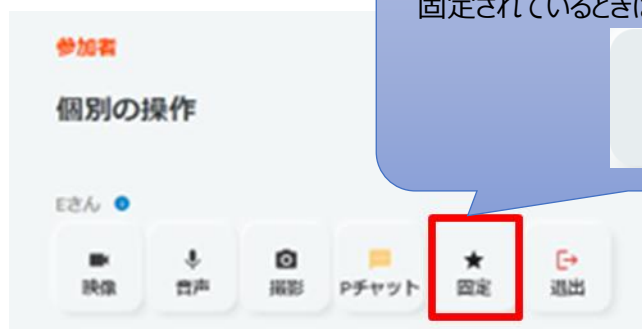 固定されているときに
参加者
個別の操作
Eさん
映像 音声 撮影 Pチャット 固定 退出